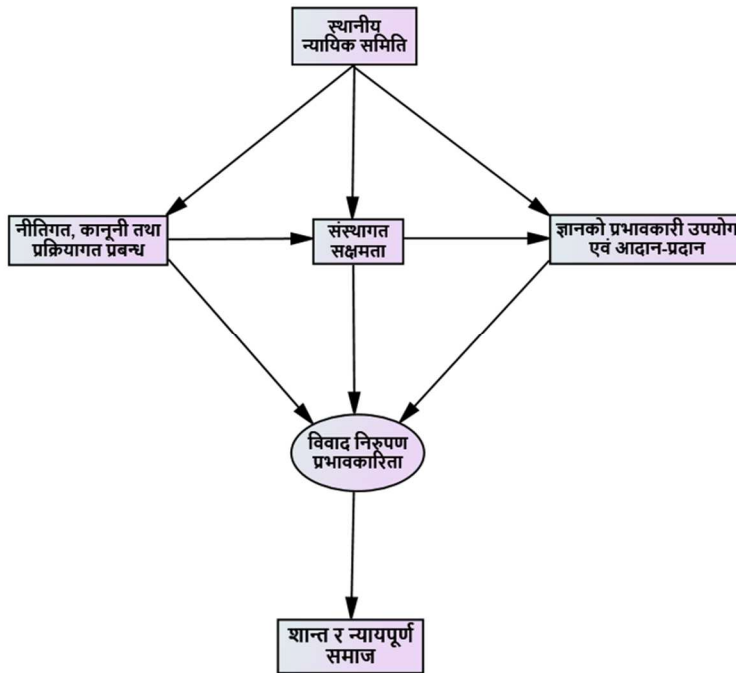 स्थानीय
न्यायिक समिति
नीतिगत, कानूनी तथा
प्रक्रियागत प्रबन्ध
संस्थागत
सक्षमता
ज्ञानको प्रभावकारी उपयोग
एवं आदान-प्रदान
विवाद निरुपण
प्रभावकारिता
शान्त र न्यायपूर्ण
समाज